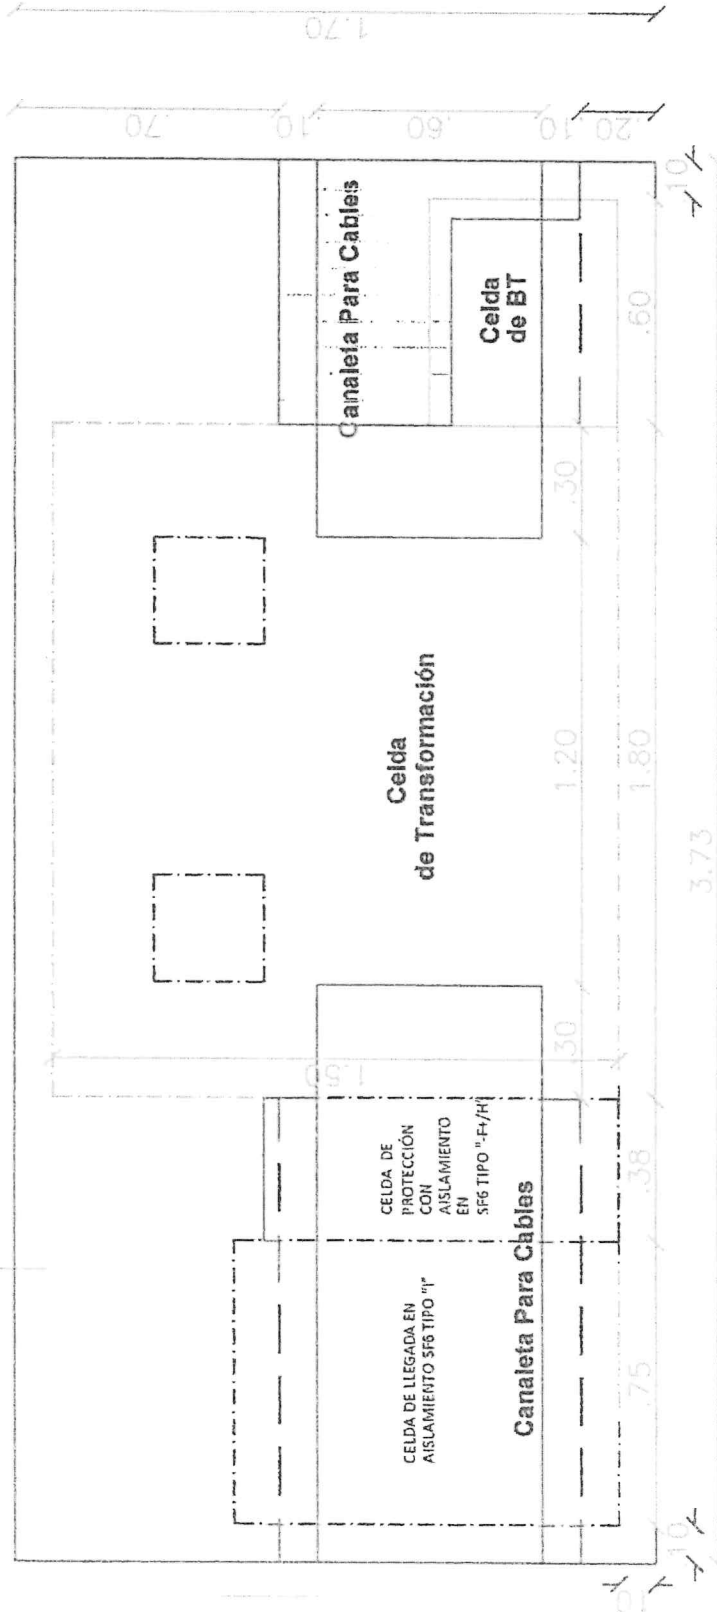 1.70
.70
.10
.60
.10
.20
Canaleta Para Cables
Celda
de BT
Celda
de Transformación
CELDA DE
PROTECCIÓN
CON
AISLAMIENTO
EN
SF6 TIPO "-F+/H"
CELDA DE LLEGADA EN
AISLAMIENTO SF6 TIPO "I"
Canaleta Para Cables
1.50
.30
1.20
.30
.10
.75
.38
1.80
.60
.10
3.73
.10